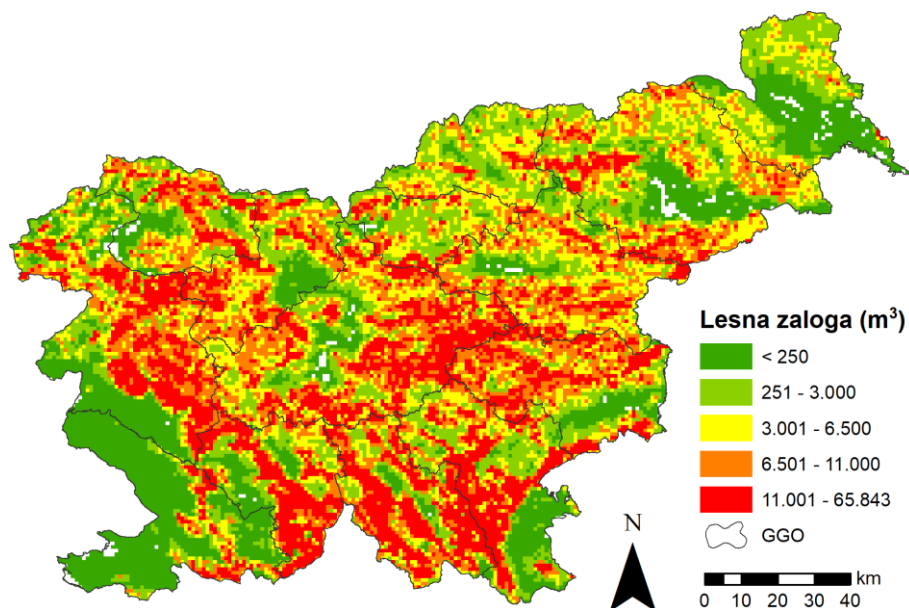 Lesna zaloga (m³)
< 250
251 - 3.000
3.001 - 6.500
6.501 - 11.000
11.001 - 65.843
GGO
N
0 10 20 30 40
km